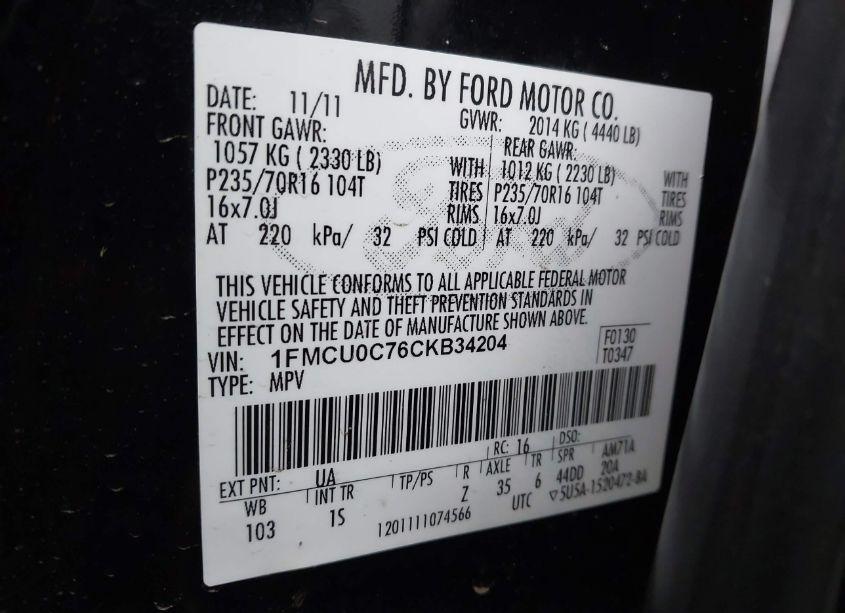 MFD. BY FORD MOTOR CO.
DATE: 11/11 GVWR: 2014 KG ( 4440 LB)
FRONT GAWR: REAR GAWR:
1057 KG ( 2330 LB) WITH 1012 KG ( 2230 LB) WITH
P235/70R16 104T TIRES P235/70R16 104T TIRES
16x7.0J RIMS 16x7.0J RIMS
AT 220 kPa/ 32 PSI COLD AT 220 kPa/ 32 PSI COLD
THIS VEHICLE CONFORMS TO ALL APPLICABLE FEDERAL MOTOR
VEHICLE SAFETY AND THEFT PREVENTION STANDARDS IN
EFFECT ON THE DATE OF MANUFACTURE SHOWN ABOVE.
VIN: 1FMCU0C76CKB34204 F0130
TYPE: MPV T0347
EXT PNT: UA RC: 16 DSO:
WB INT TR TP/PS R AXLE TR SPR AM71A
103 1S Z 35 6 44DD 20A
1201111074566 UTC ▽5U5A-1520472-BA